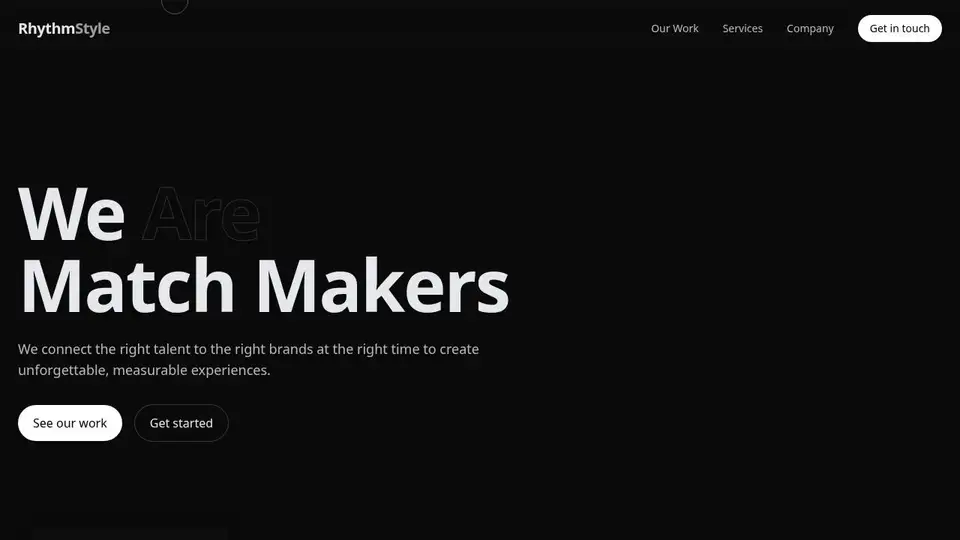 RhythmStyle
Our Work
Services
Company
Get in touch
We Are
Match Makers
We connect the right talent to the right brands at the right time to create
unforgettable, measurable experiences.
See our work
Get started